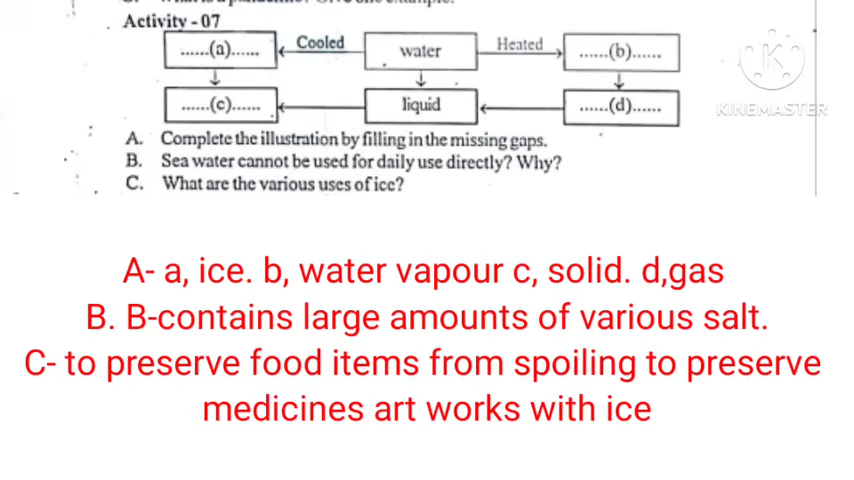 Activity - 07
......(a)...... Cooled water Heated ......(b)......
......(c)...... liquid ......(d)......
KINEMASTER
A. Complete the illustration by filling in the missing gaps.
B. Sea water cannot be used for daily use directly? Why?
C. What are the various uses of ice?
A- a, ice. b, water vapour c, solid. d,gas
B. B-contains large amounts of various salt.
C- to preserve food items from spoiling to preserve
medicines art works with ice